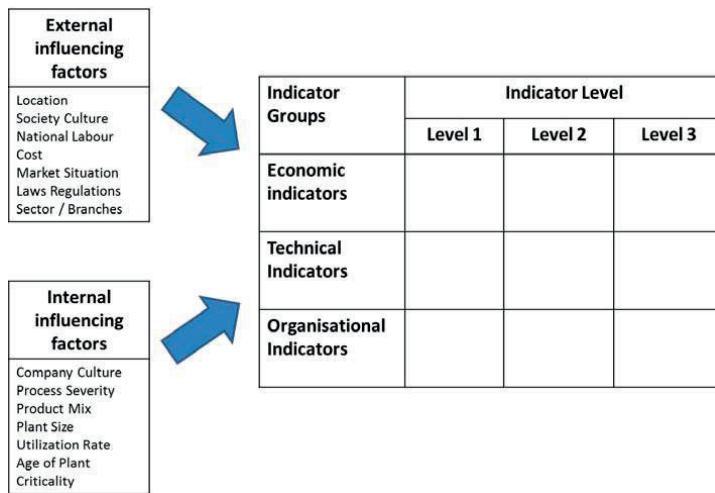 External
influencing
factors
Location
Society Culture
National Labour
Cost
Market Situation
Laws Regulations
Sector / Branches
Internal
influencing
factors
Company Culture
Process Severity
Product Mix
Plant Size
Utilization Rate
Age of Plant
Criticality
Indicator
Groups
Indicator Level
Level 1
Level 2
Level 3
Economic
indicators
Technical
Indicators
Organisational
Indicators